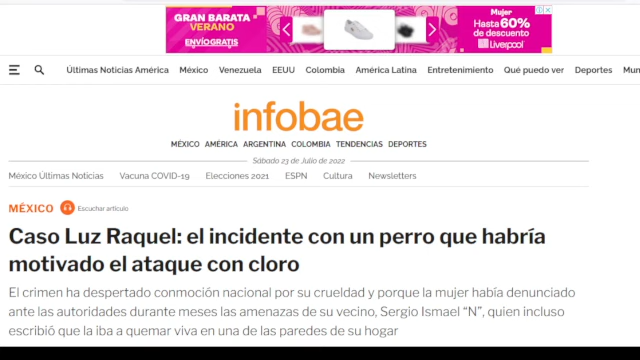 GRAN BARATA
VERANO
ENVÍO GRATIS
Mujer
Hasta 60%
de descuento
Liverpool
Últimas Noticias América México Venezuela EEUU Colombia América Latina Entretenimiento Qué puedo ver Deportes Mun
infobae
MÉXICO AMÉRICA ARGENTINA COLOMBIA TENDENCIAS DEPORTES
Sábado 23 de Julio de 2022
México Últimas Noticias Vacuna COVID-19 Elecciones 2021 ESPN Cultura Newsletters
MÉXICO Escuchar artículo
Caso Luz Raquel: el incidente con un perro que habría
motivado el ataque con cloro
El crimen ha despertado conmoción nacional por su crueldad y porque la mujer había denunciado
ante las autoridades durante meses las amenazas de su vecino, Sergio Ismael “N”, quien incluso
escribió que la iba a quemar viva en una de las paredes de su hogar